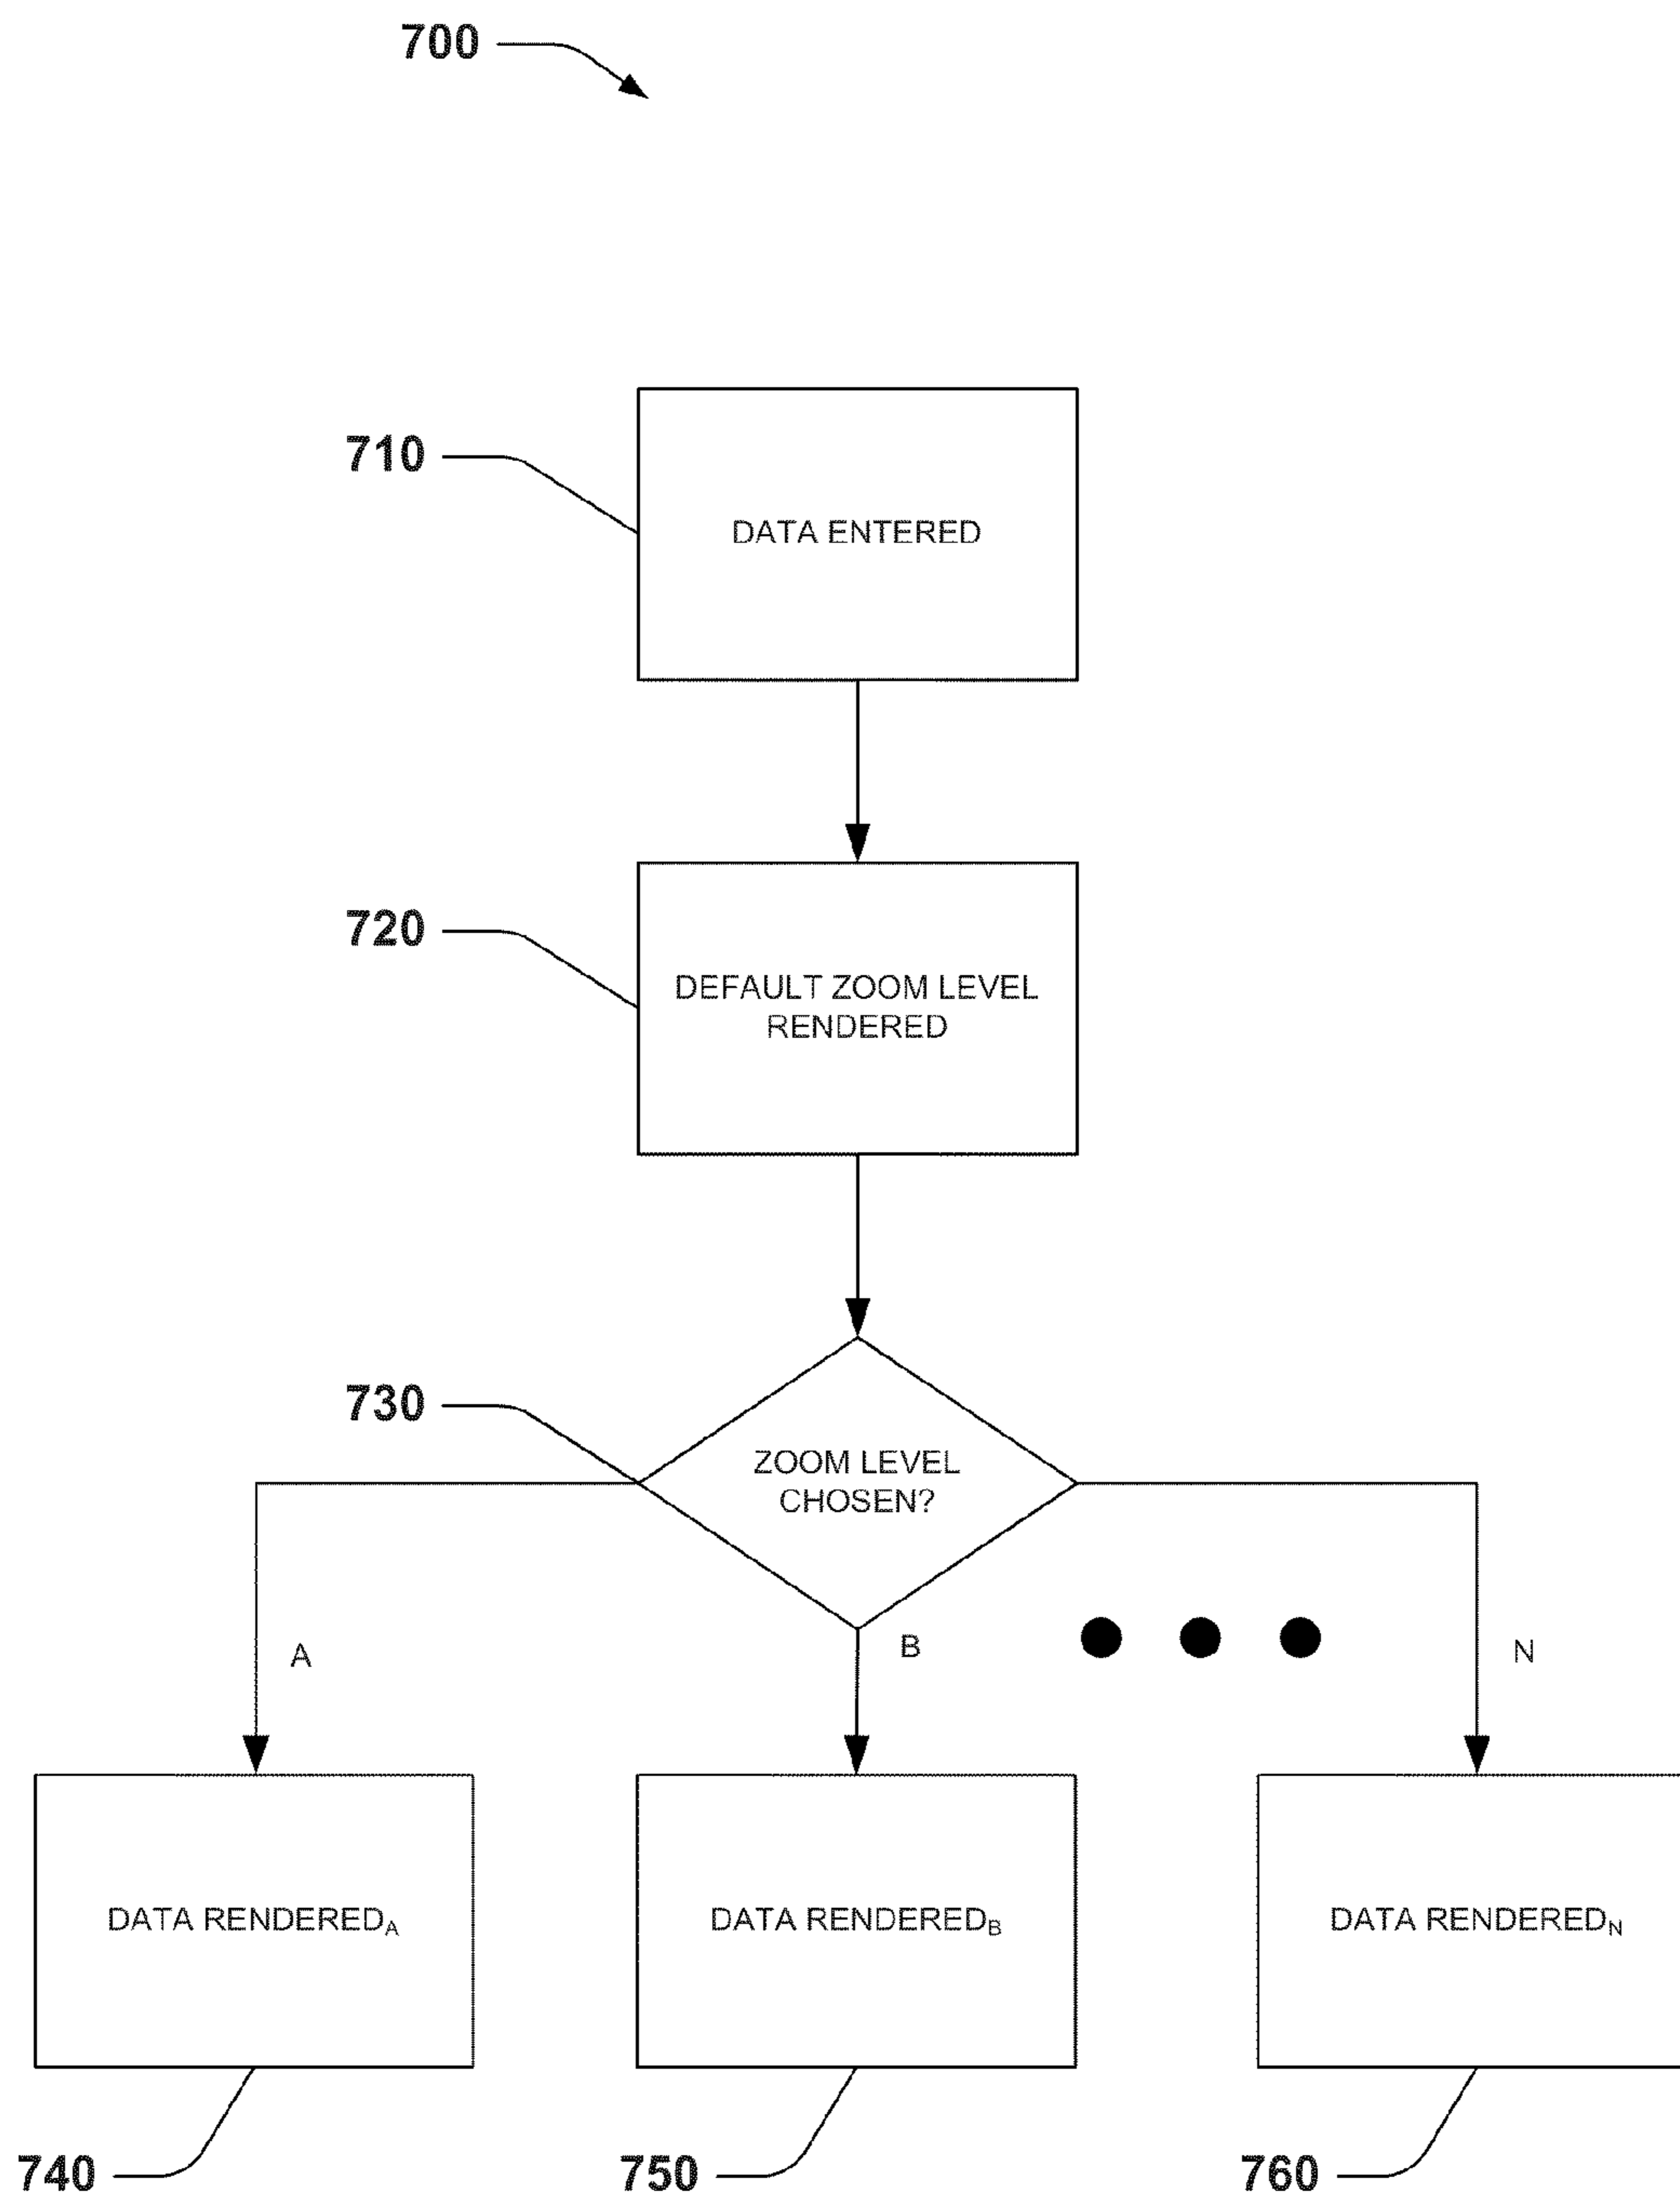 700
710
DATA ENTERED
720
DEFAULT ZOOM LEVEL
RENDERED
730
ZOOM LEVEL
CHOSEN?
A
B
N
DATA RENDEREDA
DATA RENDEREDB
DATA RENDEREDN
740
750
760